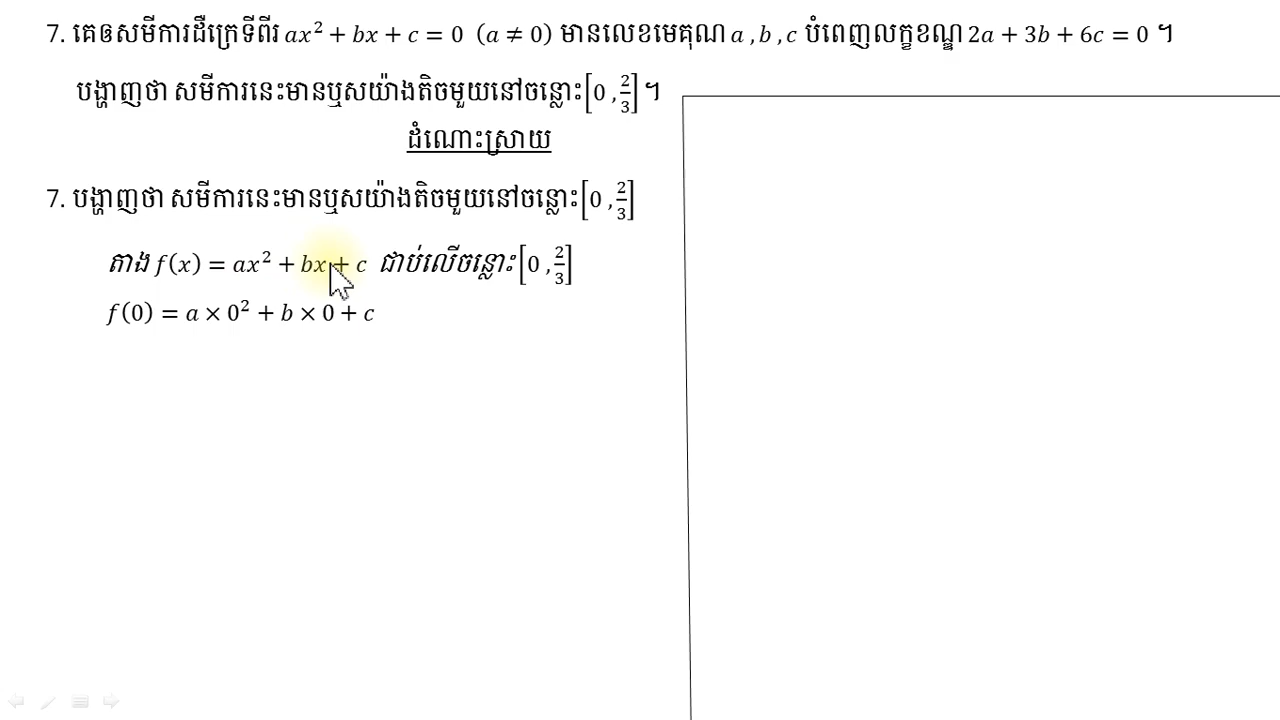 7. គេឲសមីការដឺក្រេទីពីរ ax² + bx + c = 0 (a ≠ 0) មានលេខមេគុណ a , b , c បំពេញលក្ខខណ្ឌ 2a + 3b + 6c = 0 ។
បង្ហាញថា សមីការនេះមានឬសយ៉ាងតិចមួយនៅចន្លោះ [0 , 2/3] ។
ដំណោះស្រាយ
7. បង្ហាញថា សមីការនេះមានឬសយ៉ាងតិចមួយនៅចន្លោះ [0 , 2/3]
តាង f(x) = ax² + bx + c ជាប់លើចន្លោះ [0 , 2/3]
f(0) = a × 0² + b × 0 + c